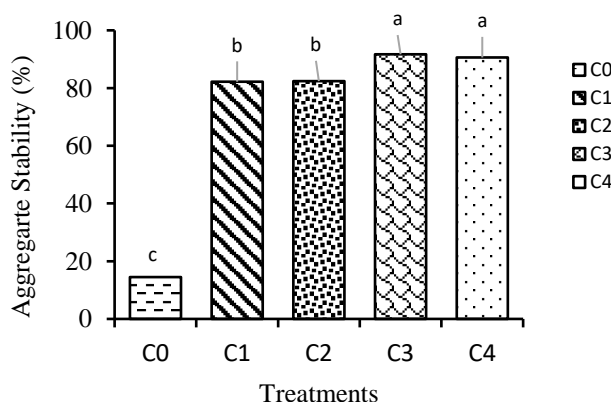 Aggregarte Stability (%)
100
80
60
40
20
0
c
b
b
a
a
C0
C1
C2
C3
C4
Treatments
C0
C1
C2
C3
C4